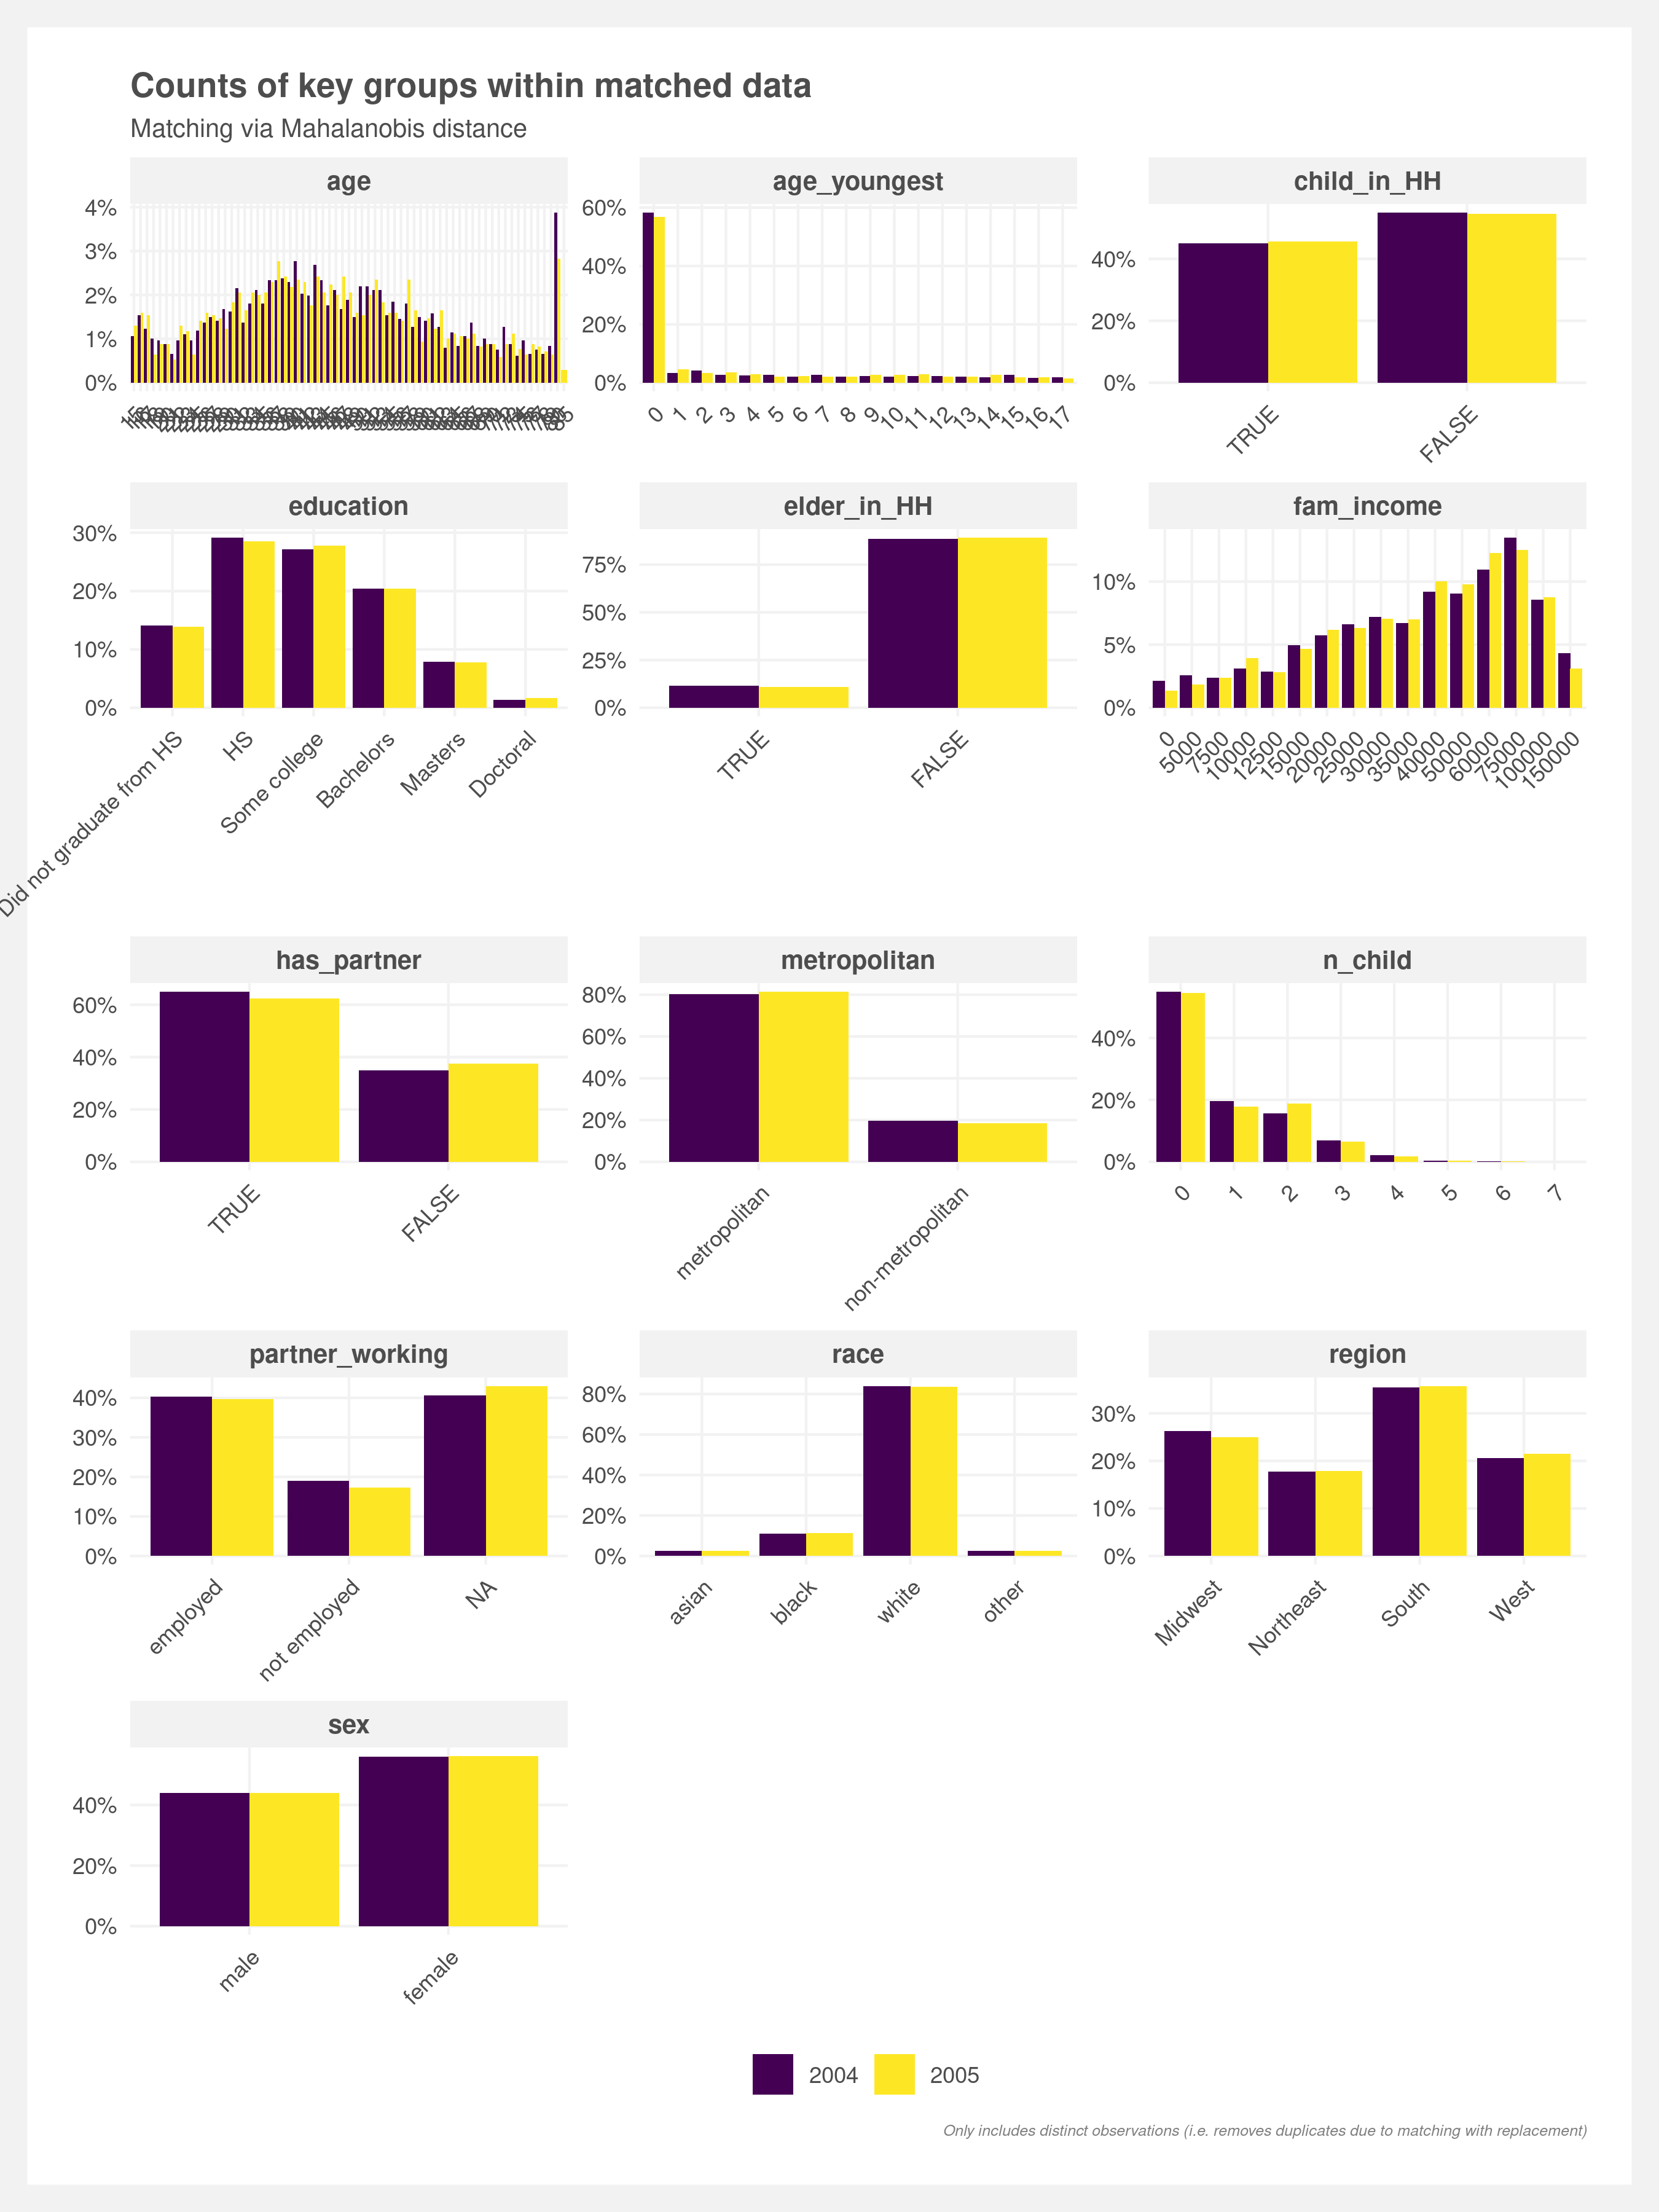 Counts of key groups within matched data
Matching via Mahalanobis distance
age
age_youngest
child_in_HH
4%
3%
2%
1%
0%
60%
40%
20%
0%
0 1 2 3 4 5 6 7 8 9 10 11 12 13 14 15 16 17
40%
20%
0%
TRUE FALSE
education
elder_in_HH
fam_income
30%
20%
10%
0%
Did not graduate from HS
HS
Some college
Bachelors
Masters
Doctoral
75%
50%
25%
0%
TRUE FALSE
10%
5%
0%
0 5000 7500 10000 12500 15000 20000 25000 30000 35000 40000 50000 60000 75000 100000 150000
has_partner
metropolitan
n_child
60%
40%
20%
0%
TRUE FALSE
80%
60%
40%
20%
0%
metropolitan
non-metropolitan
40%
20%
0%
0 1 2 3 4 5 6 7
partner_working
race
region
40%
30%
20%
10%
0%
employed
not employed
NA
80%
60%
40%
20%
0%
asian
black
white
other
30%
20%
10%
0%
Midwest
Northeast
South
West
sex
40%
20%
0%
male
female
2004 2005
Only includes distinct observations (i.e. removes duplicates due to matching with replacement)